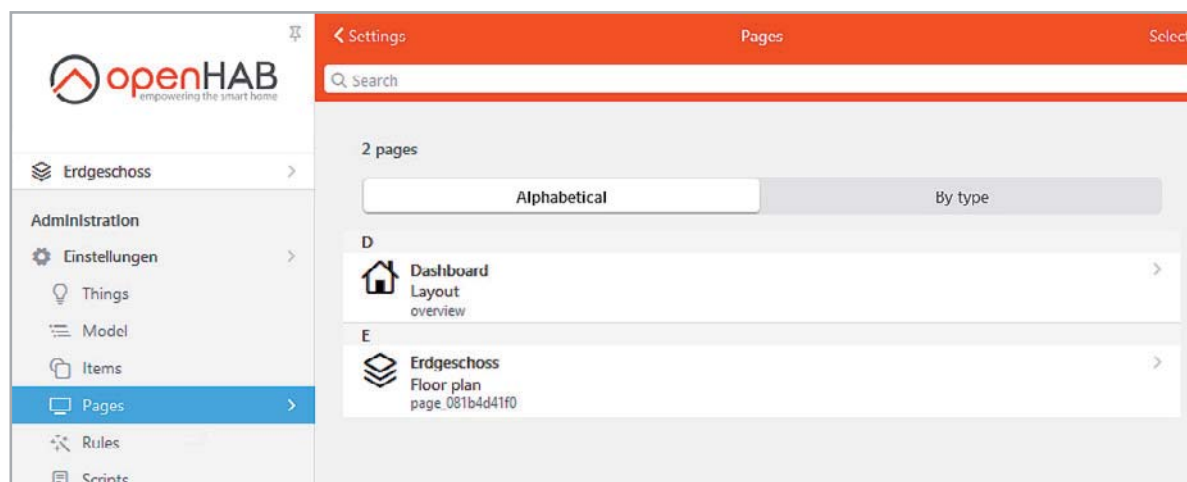 openHAB
empowering the smart home
Erdgeschoss
Administration
Einstellungen
Things
Model
Items
Pages
Rules
Scripts
Settings
Pages
Select
Search
2 pages
Alphabetical
By type
D
Dashboard
Layout
overview
E
Erdgeschoss
Floor plan
page_081b4d41f0